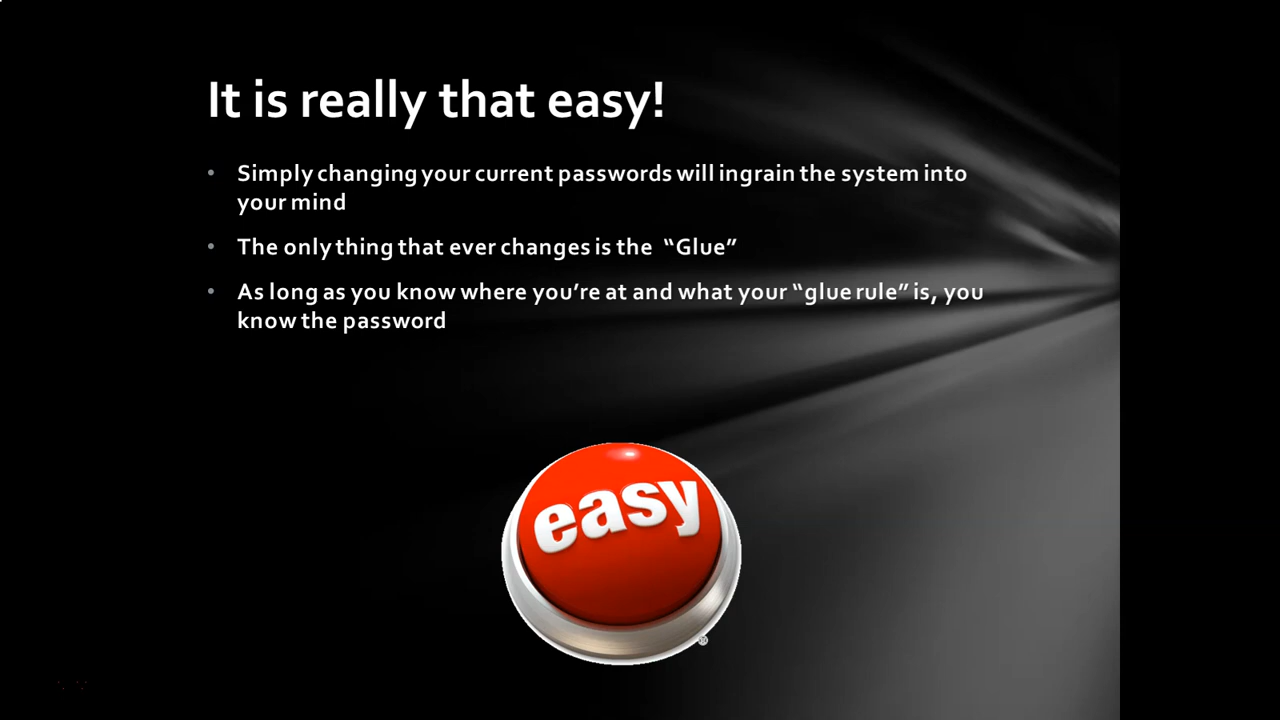 It is really that easy!
• Simply changing your current passwords will ingrain the system into
your mind
• The only thing that ever changes is the “Glue”
• As long as you know where you’re at and what your “glue rule” is, you
know the password
easy
®